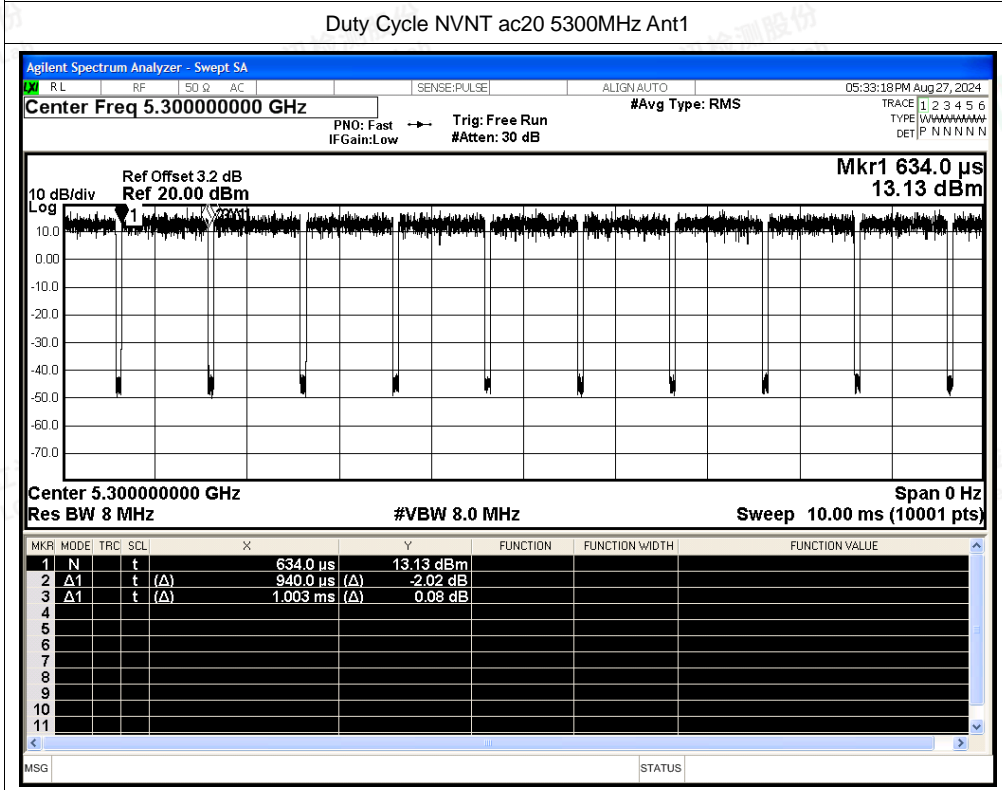 Duty Cycle NVNT ac20 5300MHz Ant1
Agilent Spectrum Analyzer - Swept SA
LXI RL RF 50 Ω AC SENSE:PULSE ALIGN AUTO 05:33:18 PM Aug 27, 2024
Center Freq 5.300000000 GHz #Avg Type: RMS TRACE 1 2 3 4 5 6
PNO: Fast Trig: Free Run TYPE
IFGain:Low #Atten: 30 dB DET P N N N N N
Mkr1 634.0 µs
Ref Offset 3.2 dB
10 dB/div Ref 20.00 dBm 13.13 dBm
Log
1
10.0
0.00
-10.0
-20.0
-30.0
-40.0
-50.0
-60.0
-70.0
Center 5.300000000 GHz Span 0 Hz
Res BW 8 MHz #VBW 8.0 MHz Sweep 10.00 ms (10001 pts)
MKR MODE TRC SCL X Y FUNCTION FUNCTION WIDTH FUNCTION VALUE
1 N t 634.0 µs 13.13 dBm
2 Δ1 t (Δ) 940.0 µs (Δ) -2.02 dB
3 Δ1 t (Δ) 1.003 ms (Δ) 0.08 dB
4
5
6
7
8
9
10
11
MSG STATUS